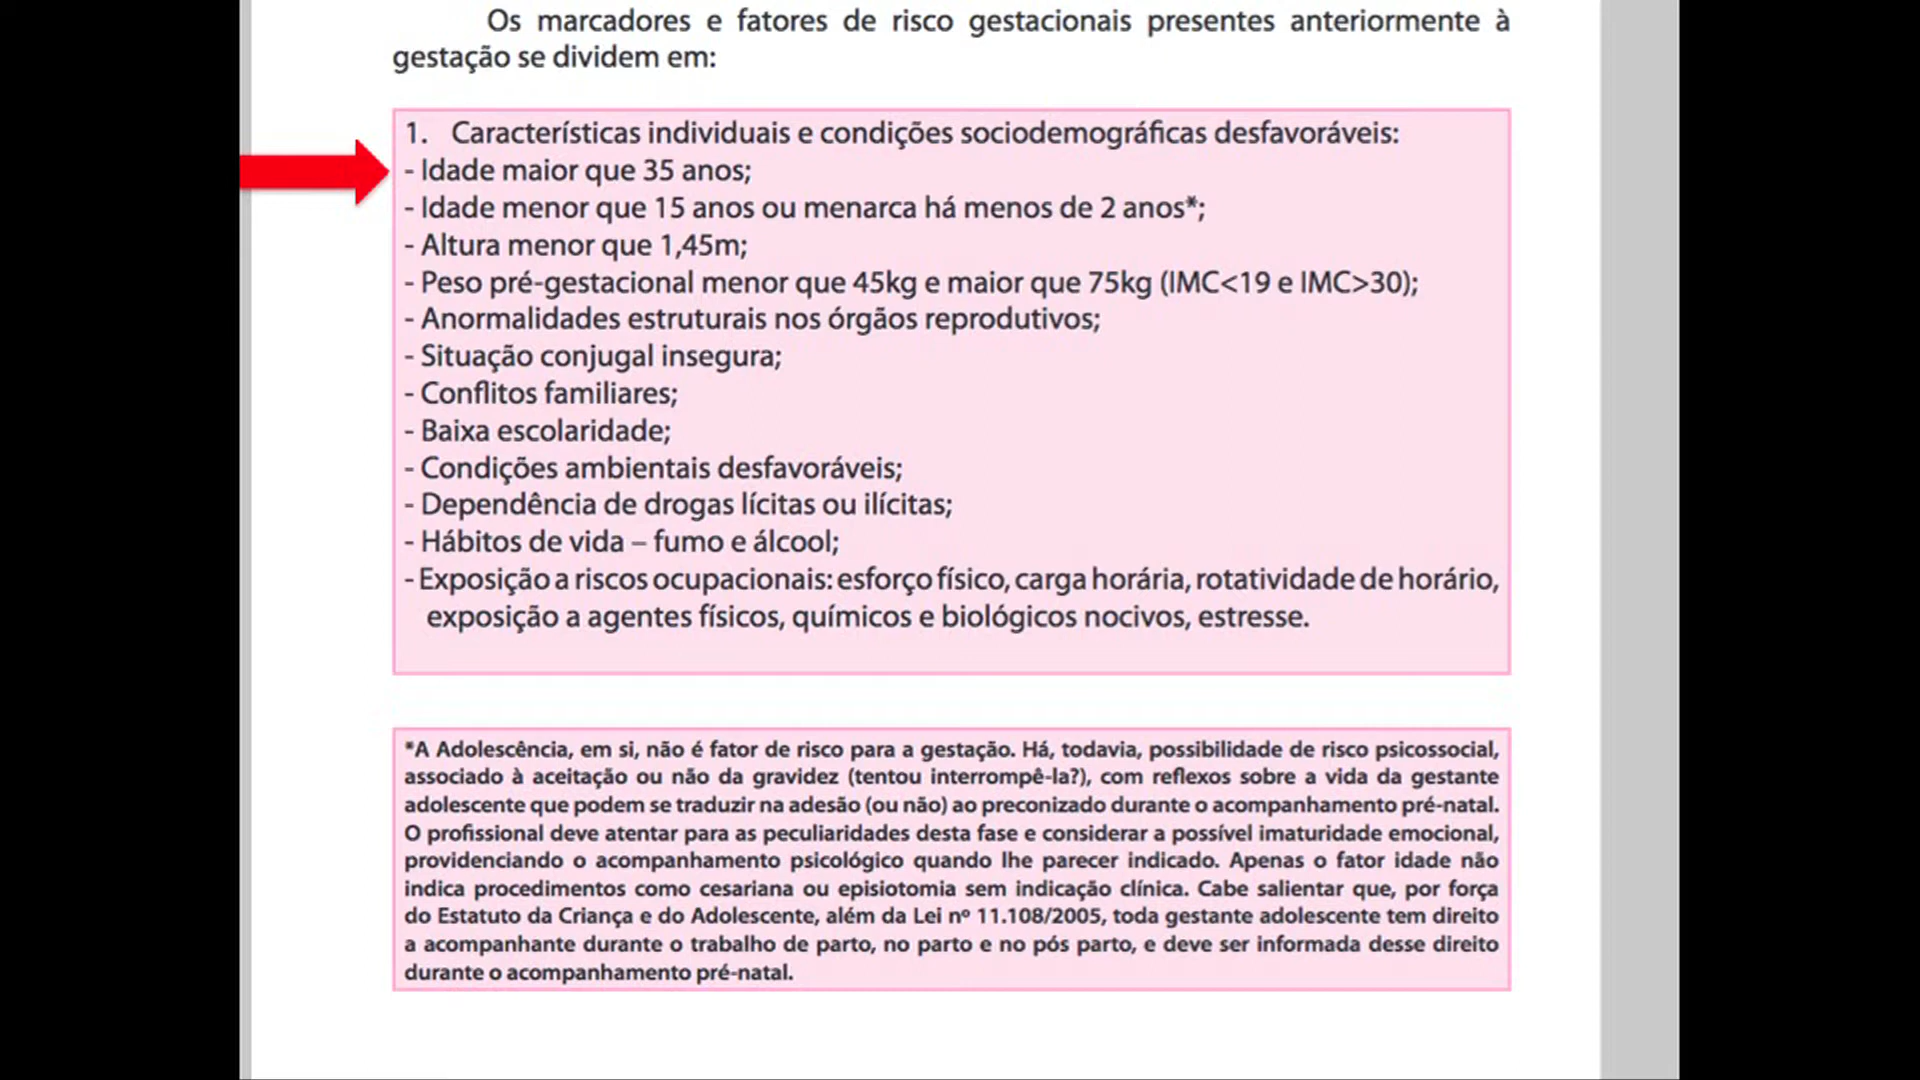 Os marcadores e fatores de risco gestacionais presentes anteriormente à
gestação se dividem em:
1. Características individuais e condições sociodemográficas desfavoráveis:
- Idade maior que 35 anos;
- Idade menor que 15 anos ou menarca há menos de 2 anos*;
- Altura menor que 1,45m;
- Peso pré-gestacional menor que 45kg e maior que 75kg (IMC<19 e IMC>30);
- Anormalidades estruturais nos órgãos reprodutivos;
- Situação conjugal insegura;
- Conflitos familiares;
- Baixa escolaridade;
- Condições ambientais desfavoráveis;
- Dependência de drogas lícitas ou ilícitas;
- Hábitos de vida – fumo e álcool;
- Exposição a riscos ocupacionais: esforço físico, carga horária, rotatividade de horário,
exposição a agentes físicos, químicos e biológicos nocivos, estresse.
*A Adolescência, em si, não é fator de risco para a gestação. Há, todavia, possibilidade de risco psicossocial,
associado à aceitação ou não da gravidez (tentou interrompê-la?), com reflexos sobre a vida da gestante
adolescente que podem se traduzir na adesão (ou não) ao preconizado durante o acompanhamento pré-natal.
O profissional deve atentar para as peculiaridades desta fase e considerar a possível imaturidade emocional,
providenciando o acompanhamento psicológico quando lhe parecer indicado. Apenas o fator idade não
indica procedimentos como cesariana ou episiotomia sem indicação clínica. Cabe salientar que, por força
do Estatuto da Criança e do Adolescente, além da Lei nº 11.108/2005, toda gestante adolescente tem direito
a acompanhante durante o trabalho de parto, no parto e no pós parto, e deve ser informada desse direito
durante o acompanhamento pré-natal.